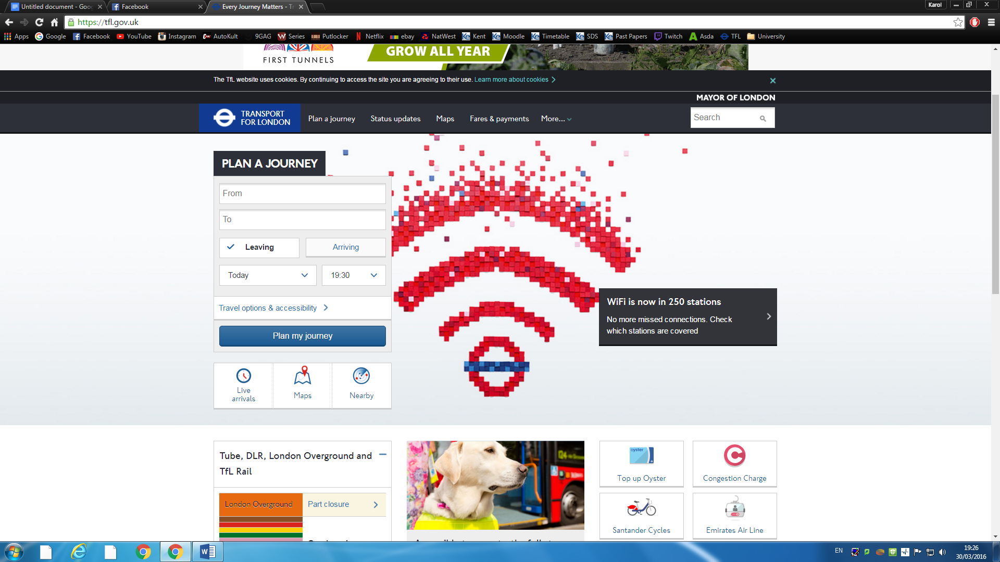 Untitled document - Goo
Facebook
Every Journey Matters - Tr
Karol
https://tfl.gov.uk
Apps Google Facebook YouTube Instagram AutoKult 9GAG Series Putlocker Netflix ebay NatWest Kent Moodle Timetable SDS Past Papers Twitch Asda TFL University
FIRST TUNNELS
GROW ALL YEAR
The TfL website uses cookies. By continuing to access the site you are agreeing to their use. Learn more about cookies
MAYOR OF LONDON
TRANSPORT
FOR LONDON
Plan a journey Status updates Maps Fares & payments More...
Search
PLAN A JOURNEY
From
To
Leaving Arriving
Today 19:30
Travel options & accessibility
Plan my journey
Live
arrivals
Maps
Nearby
WiFi is now in 250 stations
No more missed connections. Check
which stations are covered
Tube, DLR, London Overground and
TfL Rail
London Overground Part closure
oyster
Top up Oyster
Congestion Charge
Santander Cycles
Emirates Air Line
EN
19:26
30/03/2016